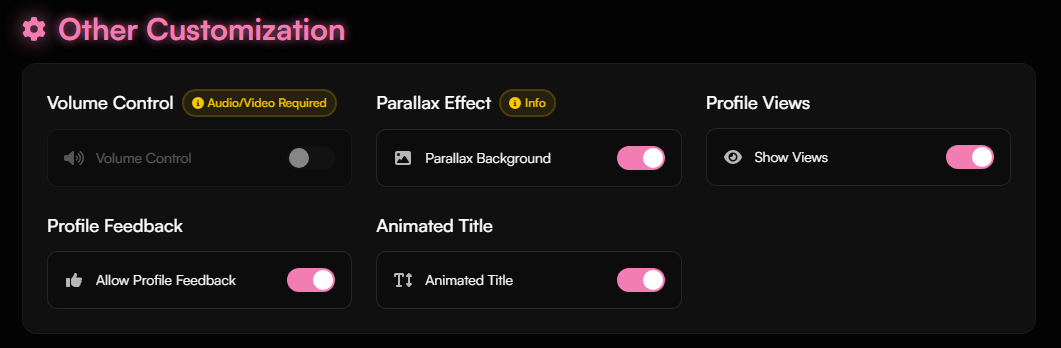 Other Customization
Volume Control Audio/Video Required
Volume Control
Parallax Effect Info
Parallax Background
Profile Views
Show Views
Profile Feedback
Allow Profile Feedback
Animated Title
Animated Title